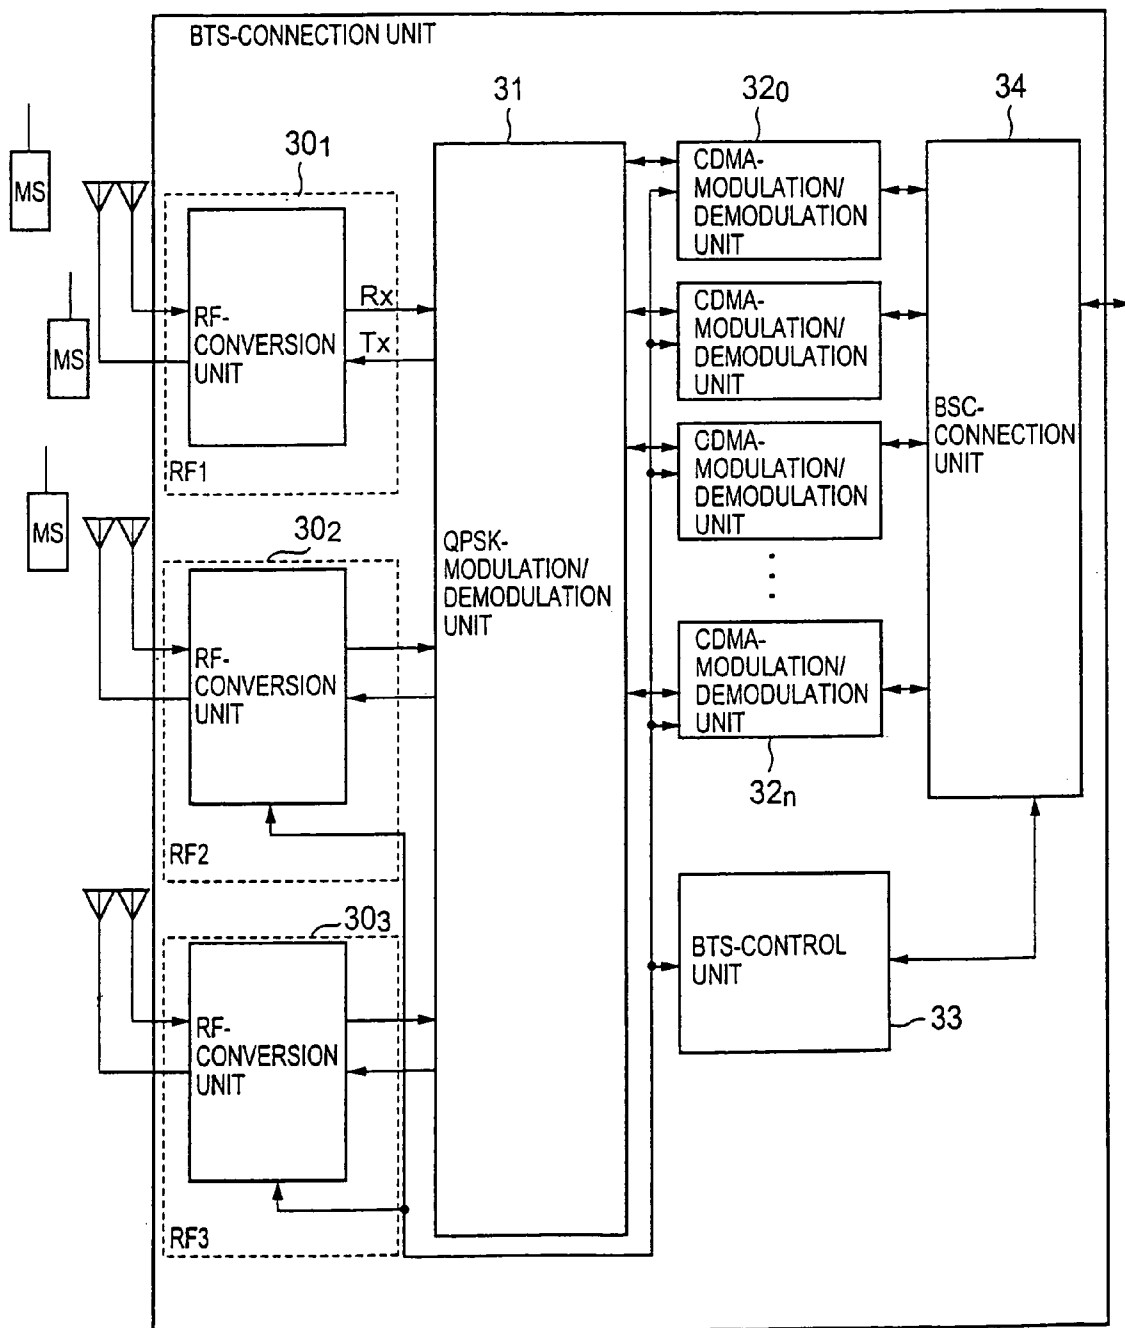 BTS-CONNECTION UNIT
31
32₀
34
30₁
MS
CDMA-
MODULATION/
DEMODULATION
UNIT
RF-
CONVERSION
UNIT
Rx
Tx
RF1
MS
CDMA-
MODULATION/
DEMODULATION
UNIT
BSC-
CONNECTION
UNIT
CDMA-
MODULATION/
DEMODULATION
UNIT
MS
30₂
QPSK-
MODULATION/
DEMODULATION
UNIT
RF-
CONVERSION
UNIT
RF2
CDMA-
MODULATION/
DEMODULATION
UNIT
32ₙ
30₃
RF-
CONVERSION
UNIT
RF3
BTS-CONTROL
UNIT
33